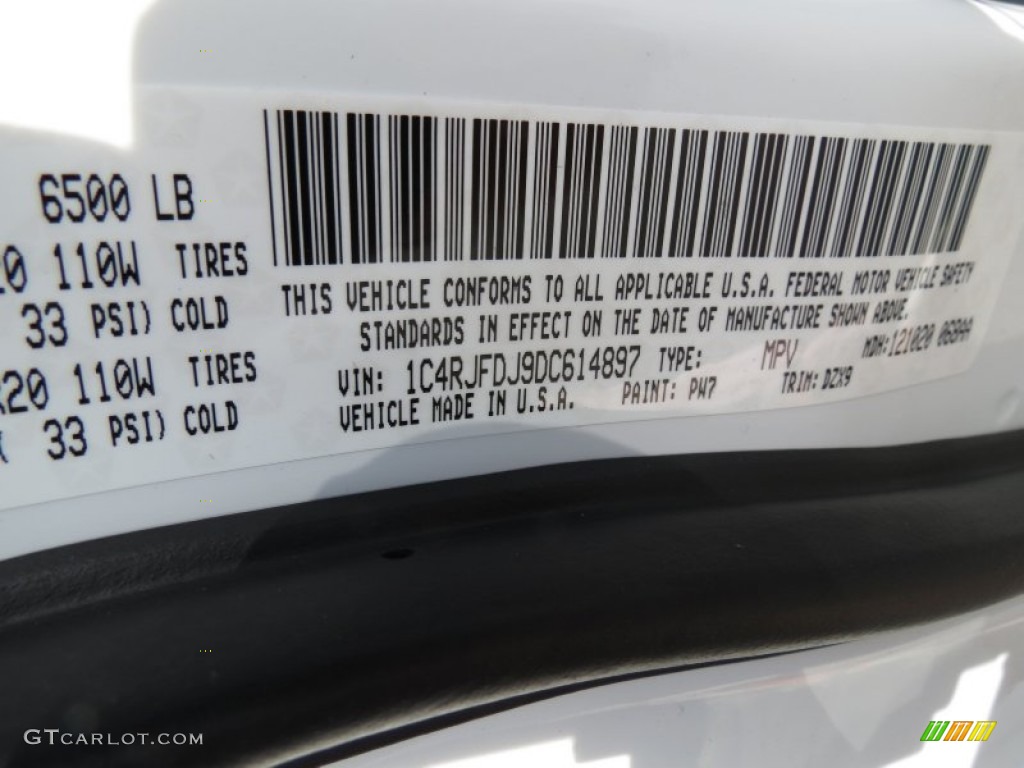 6500 LB
20 110W TIRES
33 PSI) COLD
R20 110W TIRES
( 33 PSI) COLD
THIS VEHICLE CONFORMS TO ALL APPLICABLE U.S.A. FEDERAL MOTOR VEHICLE SAFETY
STANDARDS IN EFFECT ON THE DATE OF MANUFACTURE SHOWN ABOVE.
VIN: 1C4RJFDJ9DC614897 TYPE: MPV MDH:121020 068AA
VEHICLE MADE IN U.S.A. PAINT: PW7 TRIM: DZX9
GTCARLOT.COM